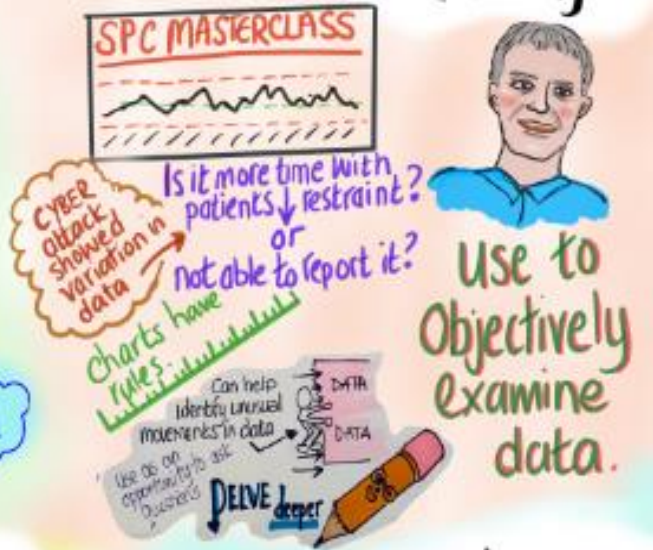 SPC MASTERCLASS
CYBER
attack
showed
variation in
data
Is it more time with
patients ↓ restraint?
or
not able to report it?
charts have
rules.
Use to
Objectively
examine
data.
Can help
identify unusual
movements in data
DATA
DATA
Use as an
opportunity to ask
questions
DELVE deeper